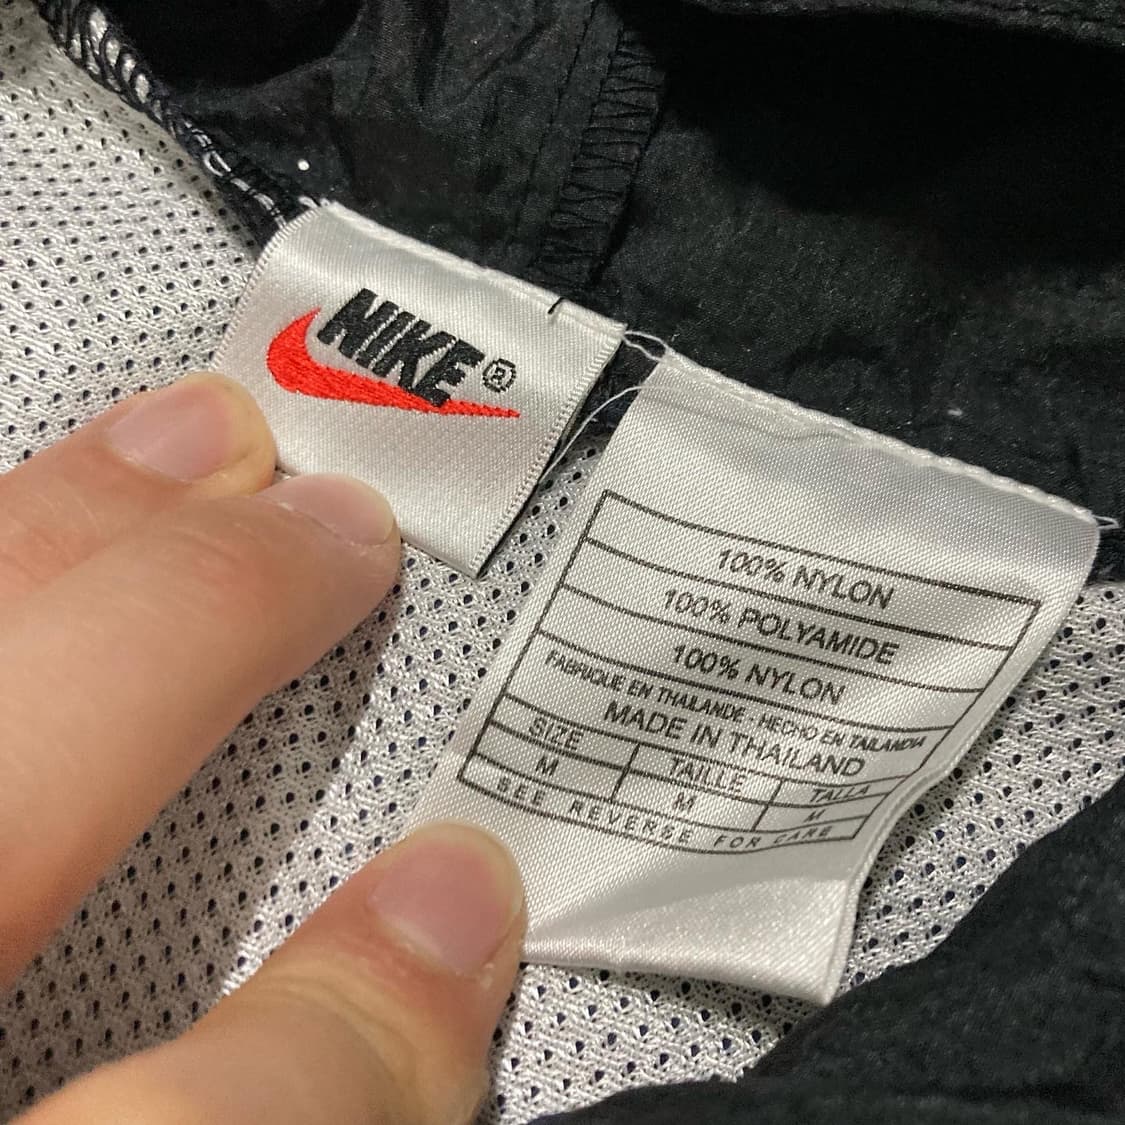 NIKE®
100% NYLON
100% POLYAMIDE
100% NYLON
FABRIQUE EN THALANDE - HECHO EN TAILANDIA
MADE IN THAILAND
SIZE TAILLE TALLA
M M M
SEE REVERSE FOR CARE